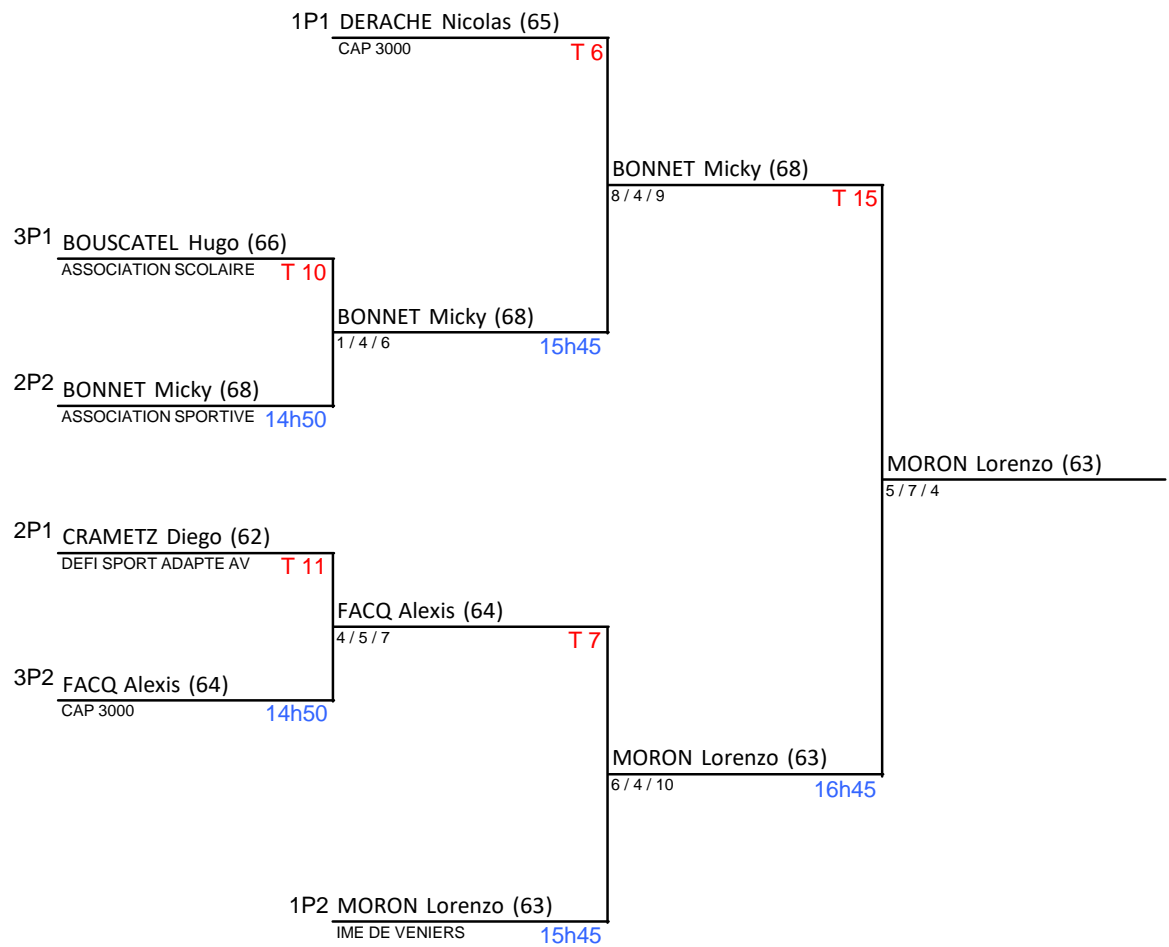 1P1 DERACHE Nicolas (65)
CAP 3000
T 6
BONNET Micky (68)
8 / 4 / 9
T 15
3P1 BOUSCATEL Hugo (66)
ASSOCIATION SCOLAIRE
T 10
BONNET Micky (68)
1 / 4 / 6
15h45
2P2 BONNET Micky (68)
ASSOCIATION SPORTIVE
14h50
MORON Lorenzo (63)
5 / 7 / 4
2P1 CRAMETZ Diego (62)
DEFI SPORT ADAPTE AV
T 11
FACQ Alexis (64)
4 / 5 / 7
T 7
3P2 FACQ Alexis (64)
CAP 3000
14h50
MORON Lorenzo (63)
6 / 4 / 10
16h45
1P2 MORON Lorenzo (63)
IME DE VENIERS
15h45